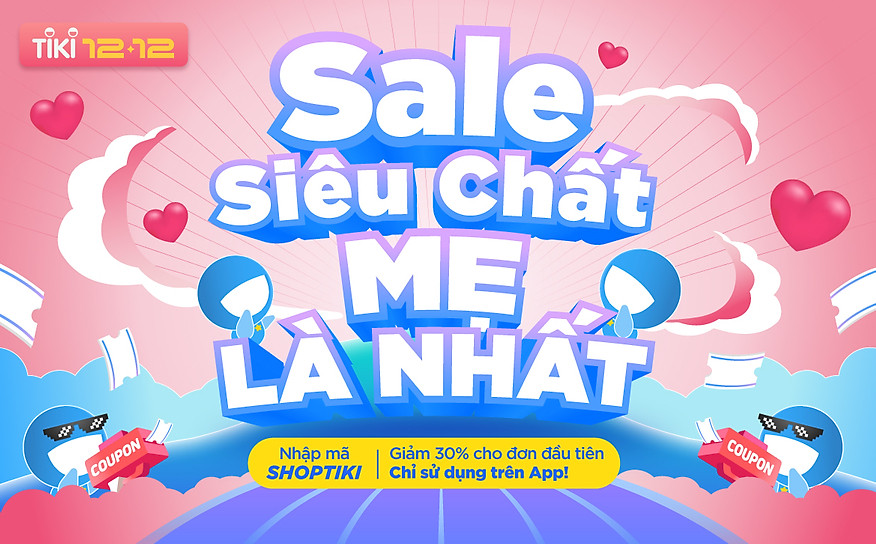 TIKI 12.12
Sale
Siêu Chất
MẸ
LÀ NHẤT
Nhập mã
SHOPTIKI
Giảm 30% cho đơn đầu tiên
Chỉ sử dụng trên App!
COUPON
COUPON